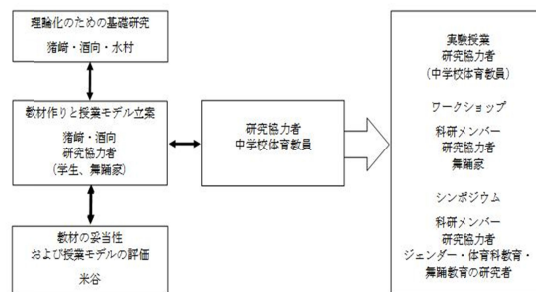 理論化のための基礎研究
猪崎・酒向・水村
教材作りと授業モデル立案
猪崎・酒向
研究協力者
(学生、舞踊家)
教材の妥当性
および授業モデルの評価
米谷
研究協力者
中学校体育教員
実験授業
研究協力者
(中学校体育教員)
ワークショップ
科研メンバー
研究協力者
舞踊家
シンポジウム
科研メンバー
研究協力者
ジェンダー・体育科教育・
舞踊教育の研究者